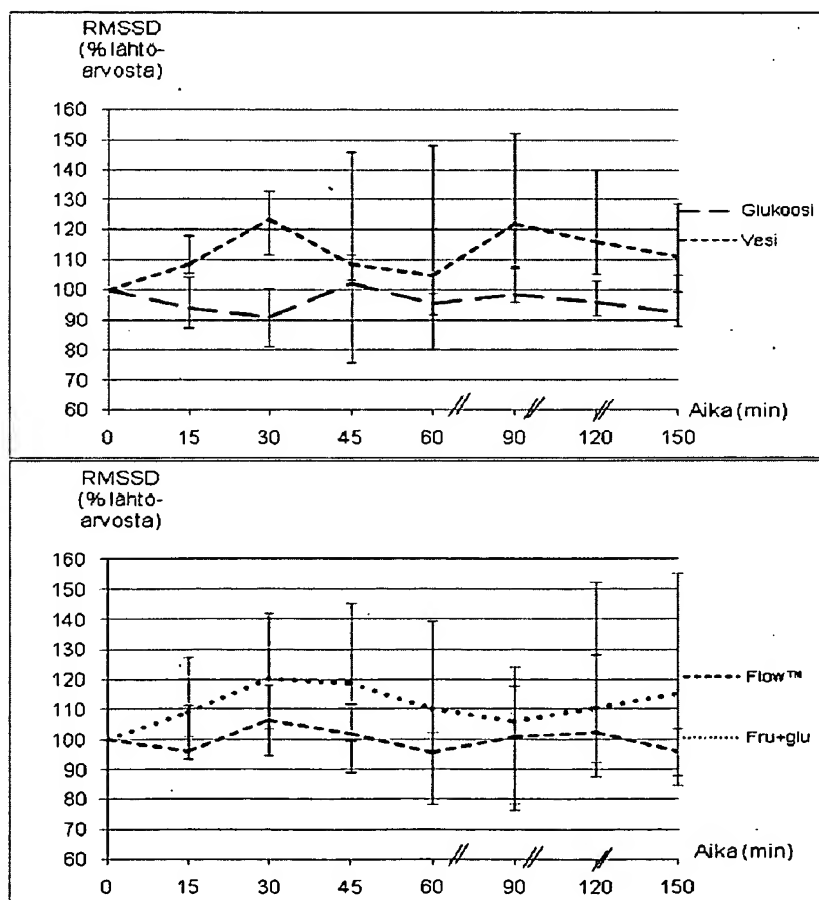 RMSSD
(% lähtö-
arvosta)
160
150
140
130
120
110
100
90
80
70
60
Glukoosi
Vesi
Aika (min)
0 15 30 45 60 90 120 150
RMSSD
(% lähtö-
arvosta)
160
150
140
130
120
110
100
90
80
70
60
Flow™
Fru+glu
Aika (min)
0 15 30 45 60 90 120 150